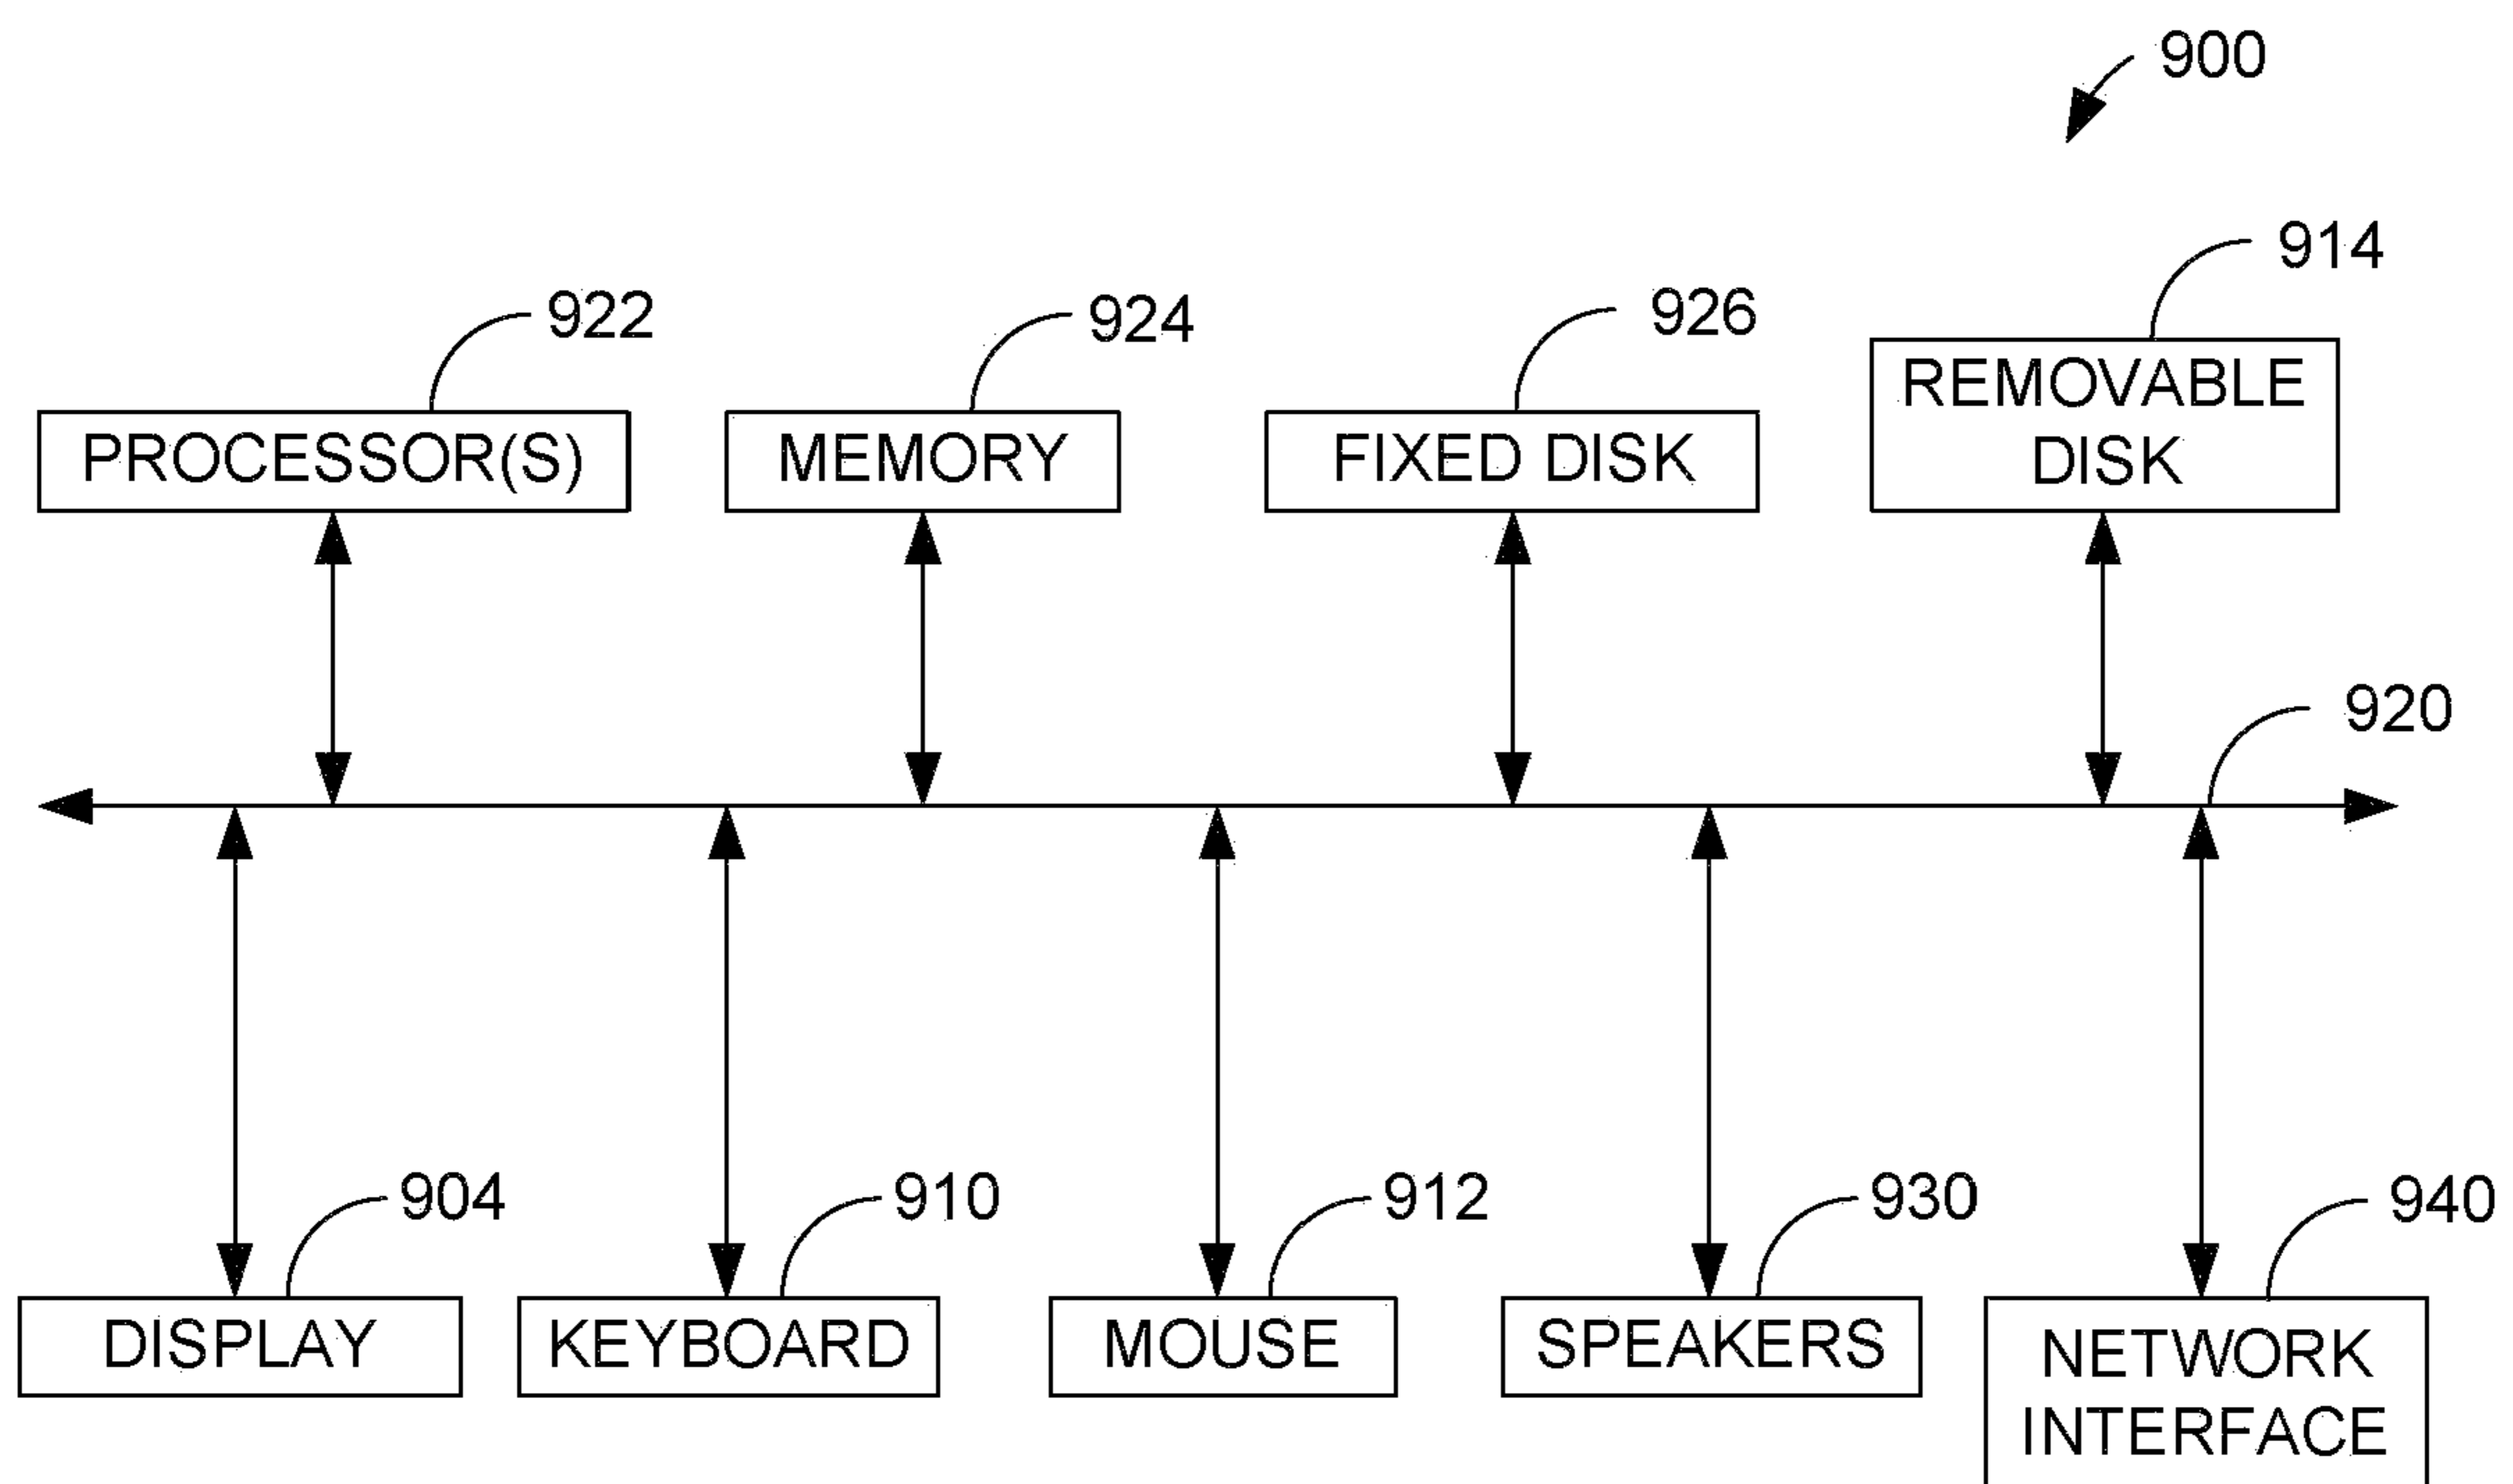 900
914
922
924
926
REMOVABLE
DISK
PROCESSOR(S)
MEMORY
FIXED DISK
920
904
910
912
930
940
DISPLAY
KEYBOARD
MOUSE
SPEAKERS
NETWORK
INTERFACE